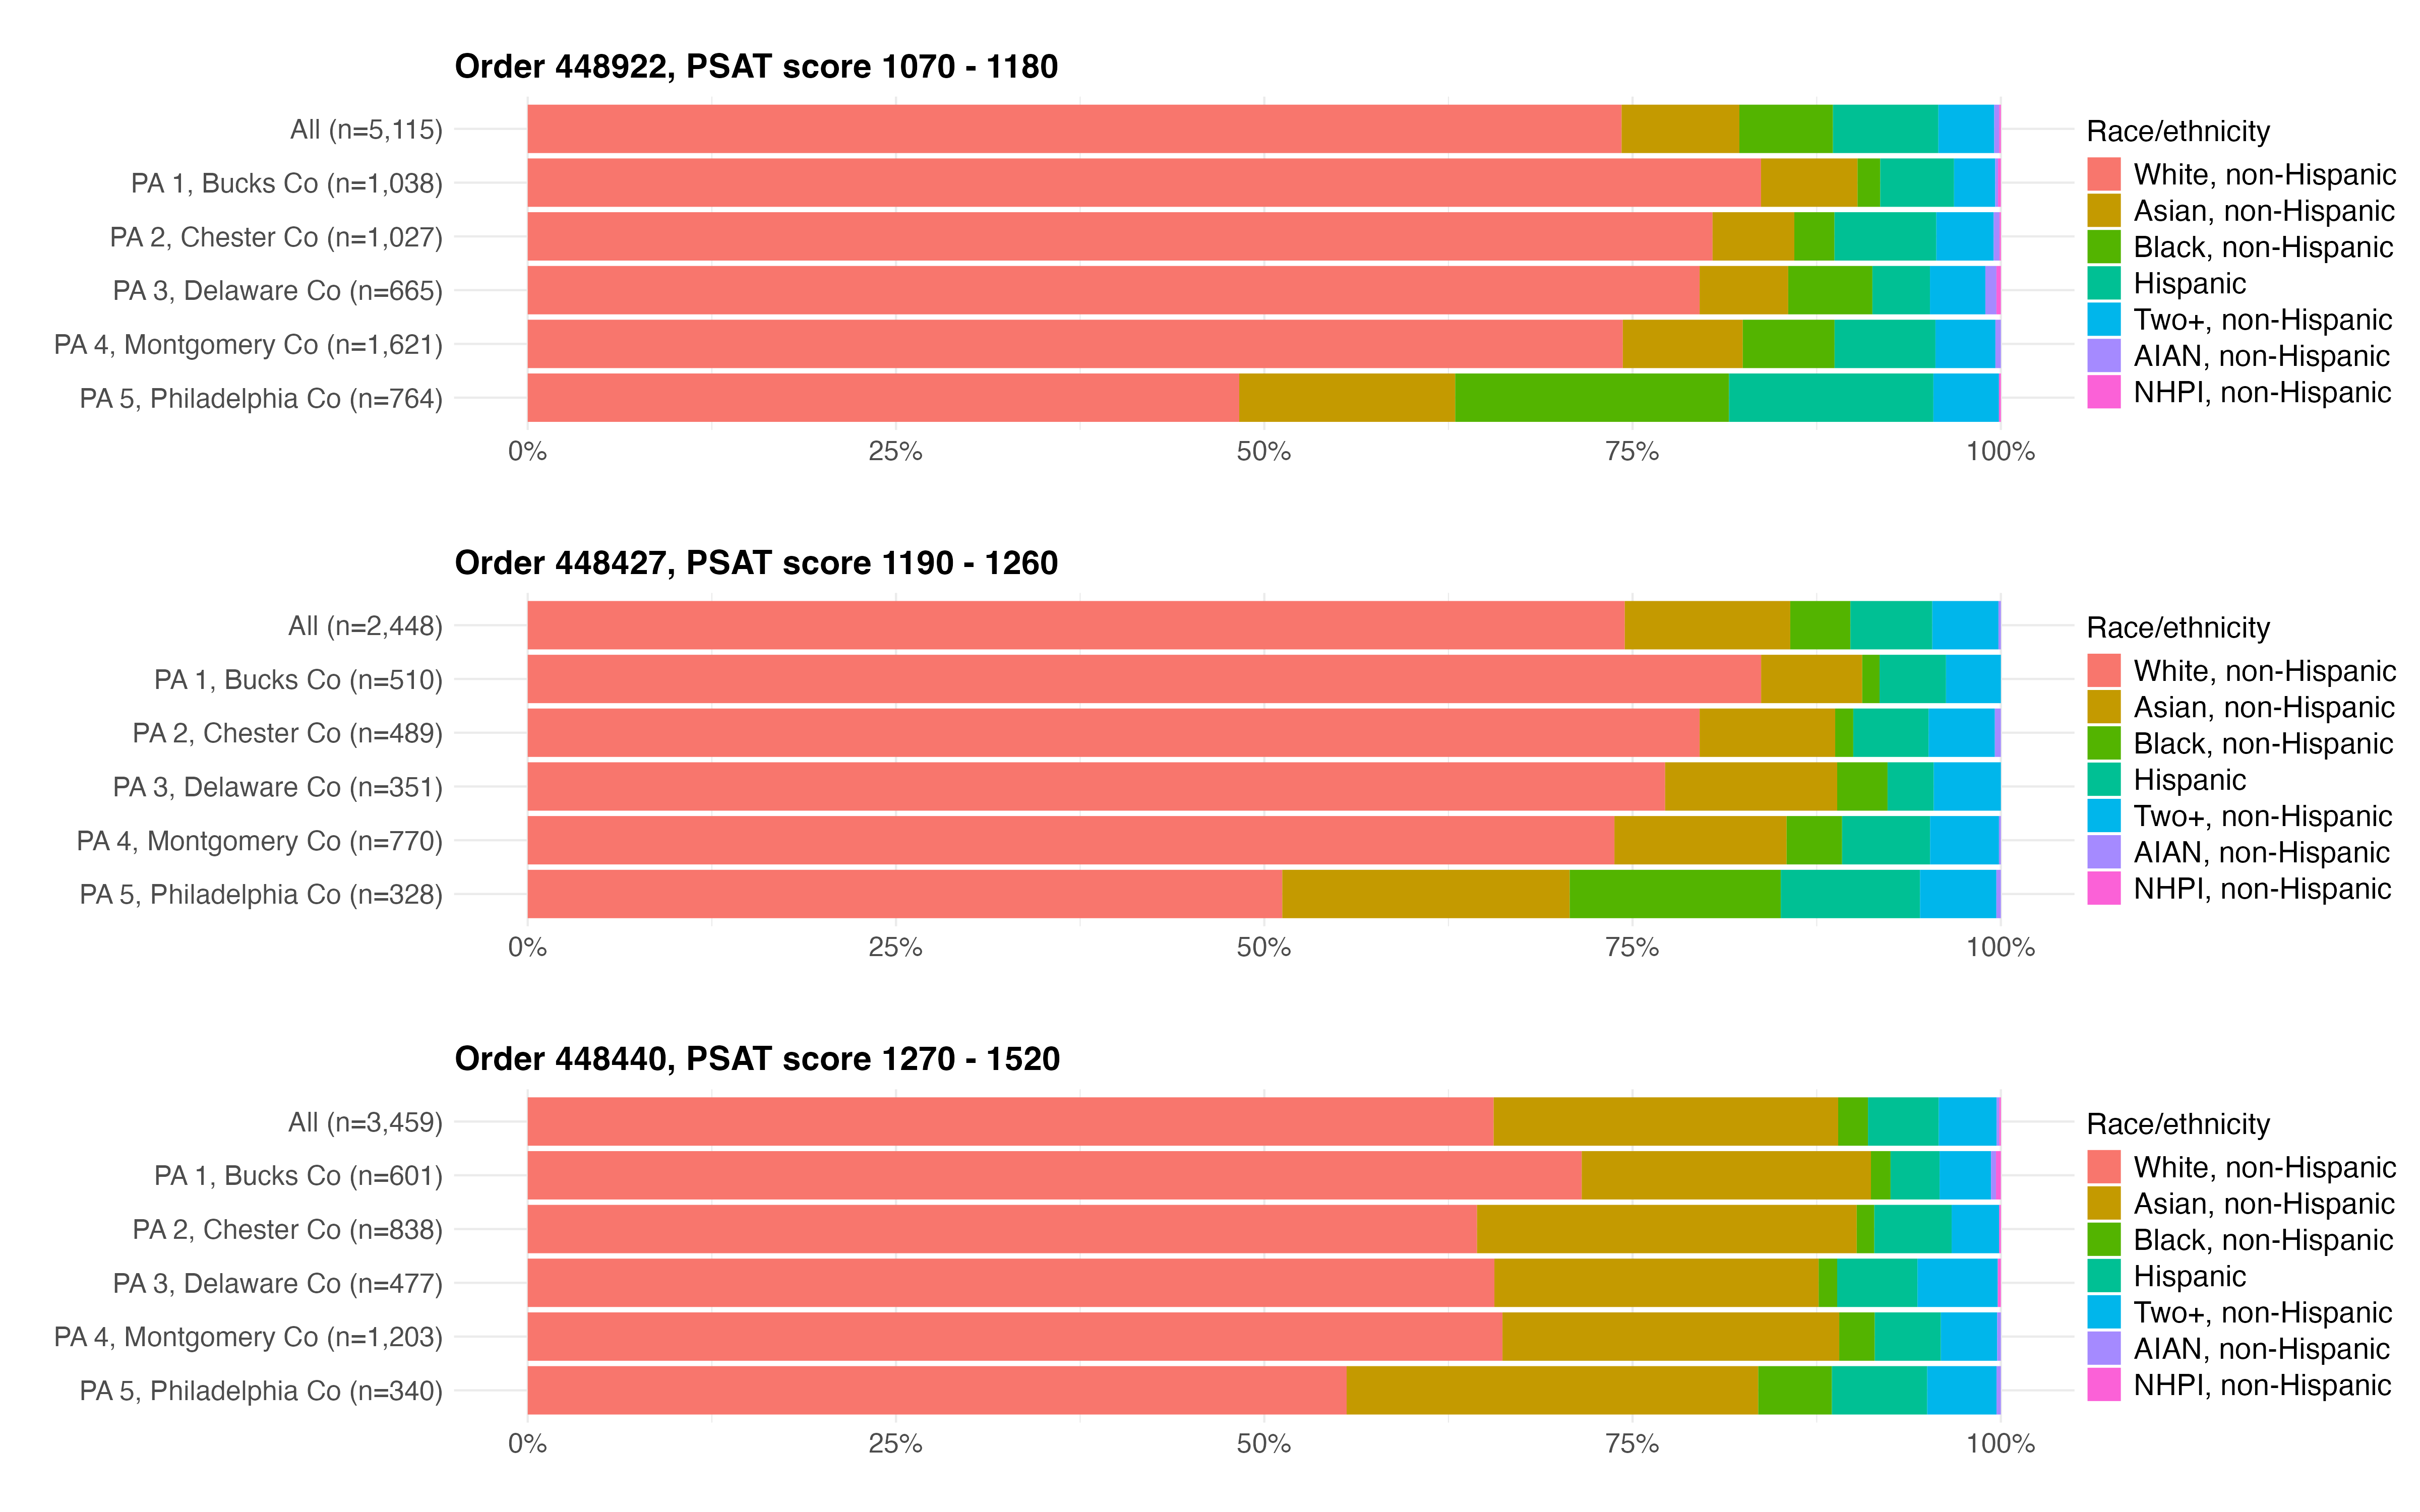 Order 448922, PSAT score 1070 - 1180
All (n=5,115)
PA 1, Bucks Co (n=1,038)
PA 2, Chester Co (n=1,027)
PA 3, Delaware Co (n=665)
PA 4, Montgomery Co (n=1,621)
PA 5, Philadelphia Co (n=764)
0% 25% 50% 75% 100%
Race/ethnicity
White, non-Hispanic
Asian, non-Hispanic
Black, non-Hispanic
Hispanic
Two+, non-Hispanic
AIAN, non-Hispanic
NHPI, non-Hispanic
Order 448427, PSAT score 1190 - 1260
All (n=2,448)
PA 1, Bucks Co (n=510)
PA 2, Chester Co (n=489)
PA 3, Delaware Co (n=351)
PA 4, Montgomery Co (n=770)
PA 5, Philadelphia Co (n=328)
0% 25% 50% 75% 100%
Race/ethnicity
White, non-Hispanic
Asian, non-Hispanic
Black, non-Hispanic
Hispanic
Two+, non-Hispanic
AIAN, non-Hispanic
NHPI, non-Hispanic
Order 448440, PSAT score 1270 - 1520
All (n=3,459)
PA 1, Bucks Co (n=601)
PA 2, Chester Co (n=838)
PA 3, Delaware Co (n=477)
PA 4, Montgomery Co (n=1,203)
PA 5, Philadelphia Co (n=340)
0% 25% 50% 75% 100%
Race/ethnicity
White, non-Hispanic
Asian, non-Hispanic
Black, non-Hispanic
Hispanic
Two+, non-Hispanic
AIAN, non-Hispanic
NHPI, non-Hispanic